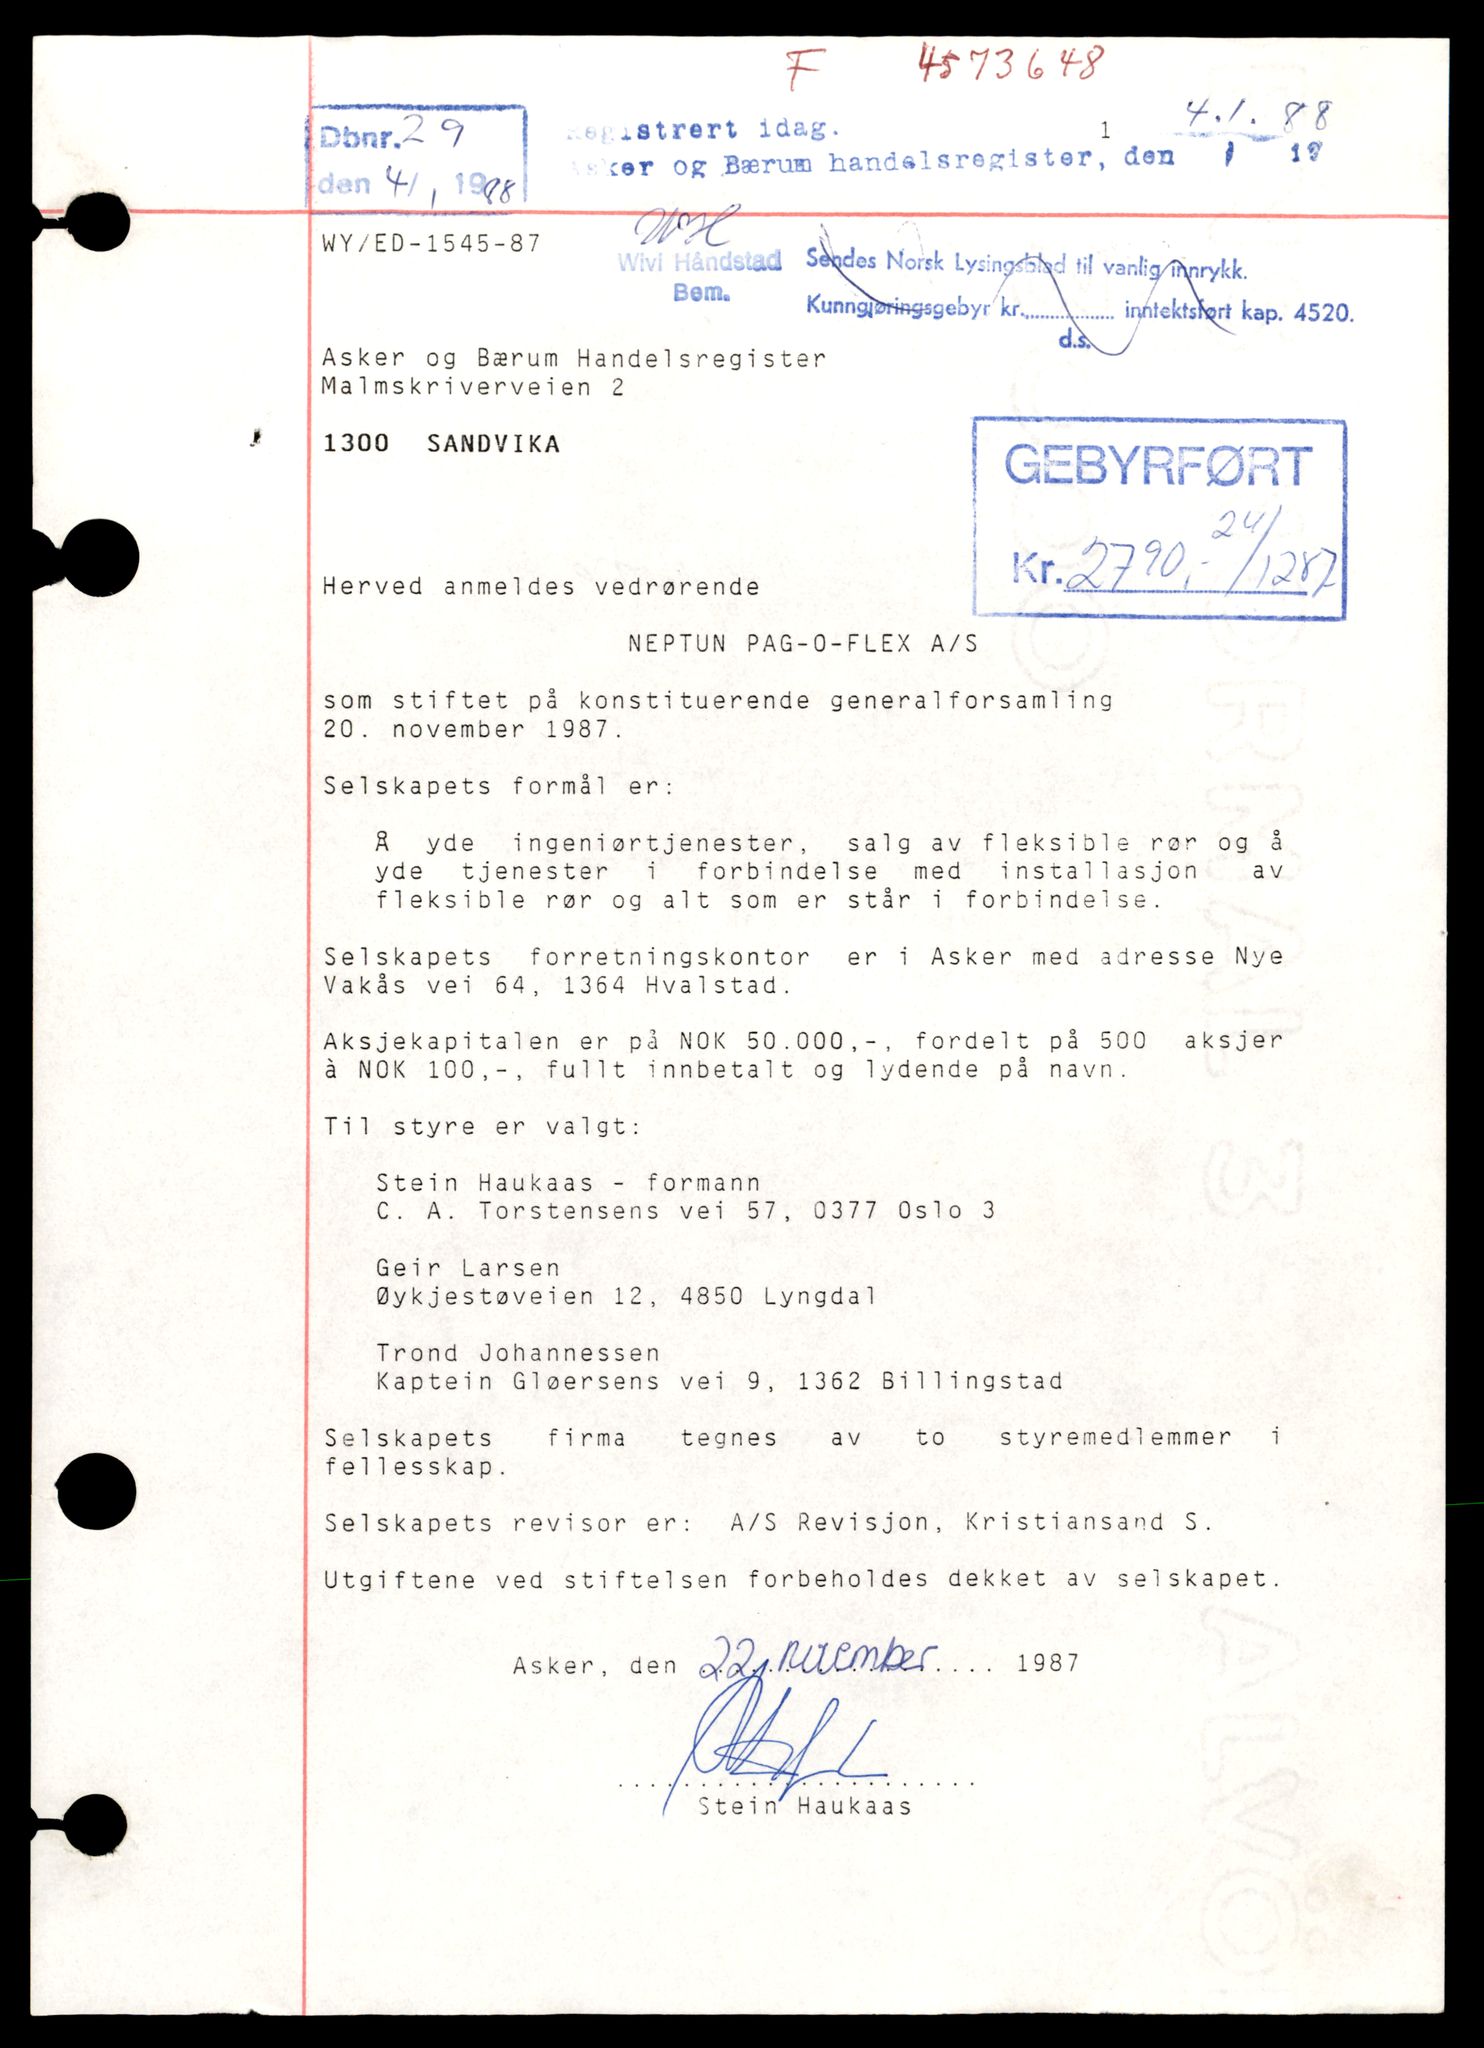 F 4573648
Dbnr. 29
den 4/1, 1988
Registrert idag.
1
4.1.88
Asker og Bærum handelsregister, den / 19
WY/ED-1545-87
WH
Wivi Håndstad
Bem.
Sendes Norsk Lysingsblad til vanlig innrykk.
Kunngjøringsgebyr kr................. inntektsført kap. 4520.
d.s.
Asker og Bærum Handelsregister
Malmskriverveien 2
1300 SANDVIKA
GEBYRFØRT
Kr. 2790,- 24/1287
Herved anmeldes vedrørende
NEPTUN PAG-O-FLEX A/S
som stiftet på konstituerende generalforsamling
20. november 1987.
Selskapets formål er:
Å yde ingeniørtjenester, salg av fleksible rør og å
yde tjenester i forbindelse med installasjon av
fleksible rør og alt som er står i forbindelse.
Selskapets forretningskontor er i Asker med adresse Nye
Vakås vei 64, 1364 Hvalstad.
Aksjekapitalen er på NOK 50.000,-, fordelt på 500 aksjer
à NOK 100,-, fullt innbetalt og lydende på navn.
Til styre er valgt:
Stein Haukaas - formann
C. A. Torstensens vei 57, 0377 Oslo 3
Geir Larsen
Øykjestøveien 12, 4850 Lyngdal
Trond Johannessen
Kaptein Gløersens vei 9, 1362 Billingstad
Selskapets firma tegnes av to styremedlemmer i
fellesskap.
Selskapets revisor er: A/S Revisjon, Kristiansand S.
Utgiftene ved stiftelsen forbeholdes dekket av selskapet.
Asker, den 22. november .... 1987
......................
Stein Haukaas